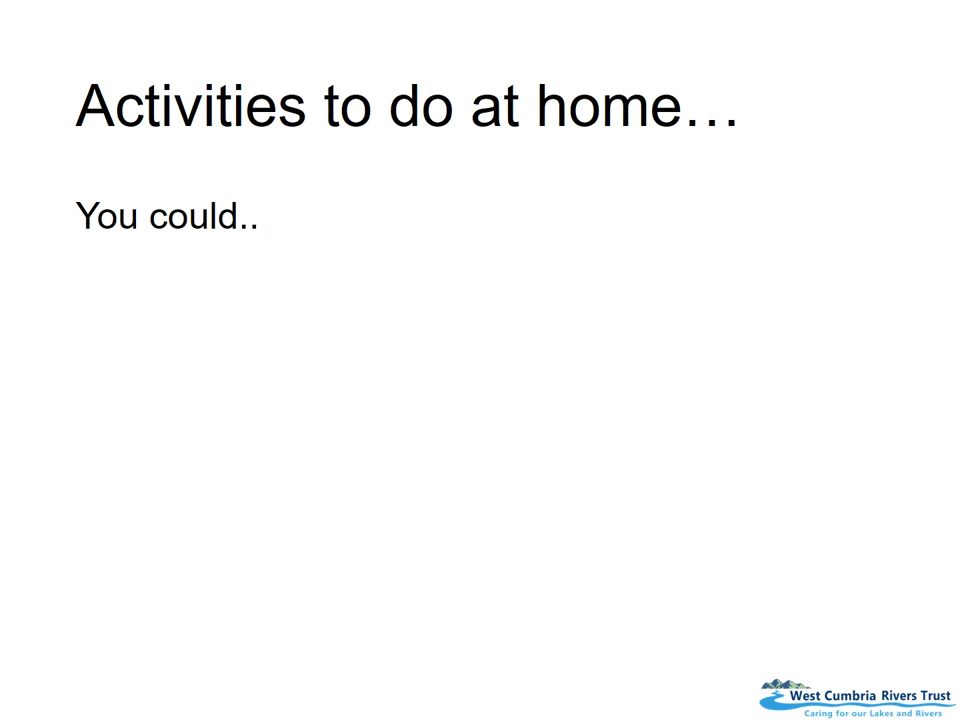 Activities to do at home…
You could..
West Cumbria Rivers Trust
Caring for our Lakes and Rivers